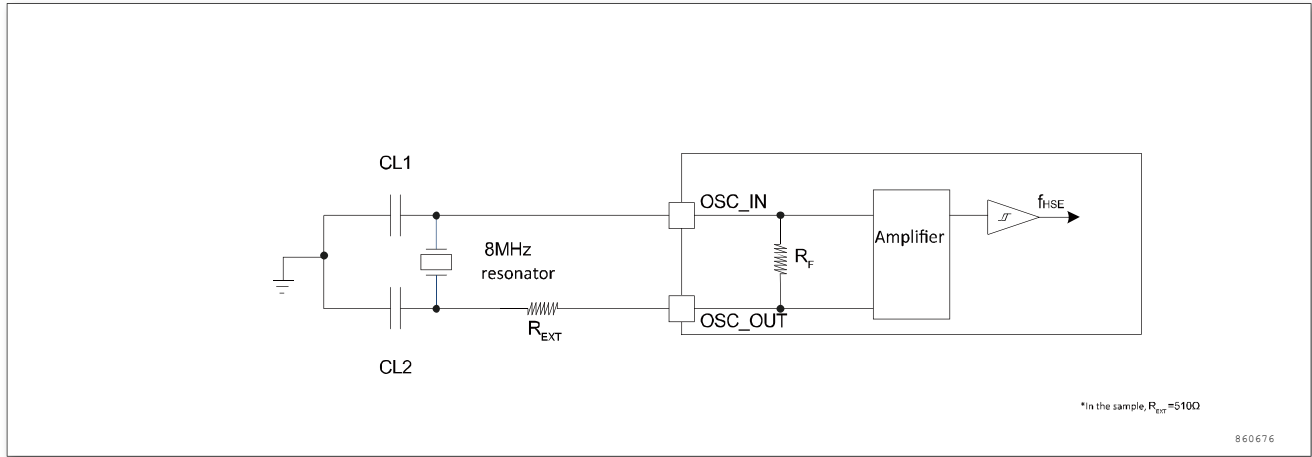 CL1
OSC_IN
fHSE
Amplifier
8MHz
resonator
RF
OSC_OUT
REXT
CL2
*In the sample, REXT=510Ω
860676